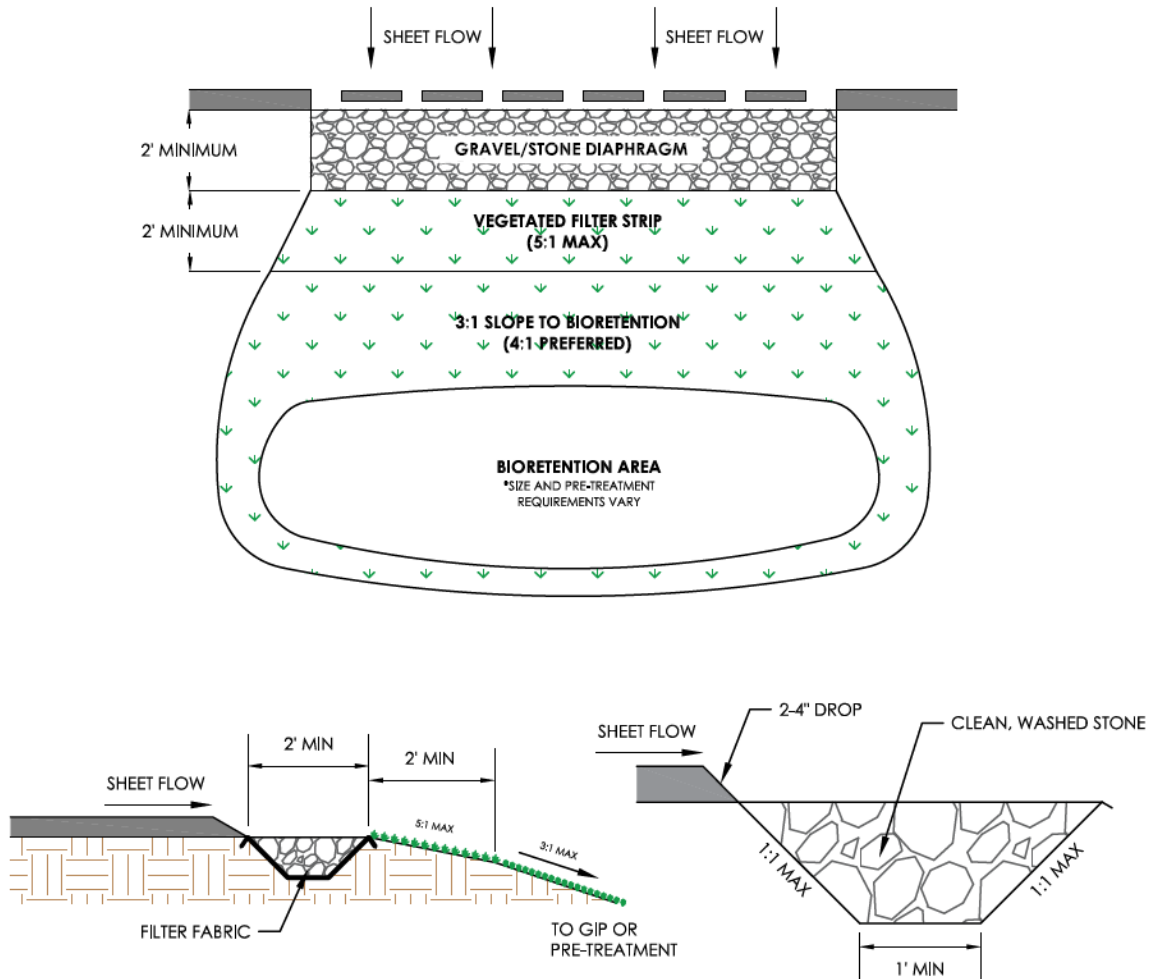 SHEET FLOW
SHEET FLOW
2' MINIMUM
GRAVEL/STONE DIAPHRAGM
2' MINIMUM
VEGETATED FILTER STRIP
(5:1 MAX)
3:1 SLOPE TO BIORETENTION
(4:1 PREFERRED)
BIORETENTION AREA
*SIZE AND PRE-TREATMENT
REQUIREMENTS VARY
2' MIN
2' MIN
SHEET FLOW
5:1 MAX
3:1 MAX
FILTER FABRIC
TO GIP OR
PRE-TREATMENT
2-4" DROP
SHEET FLOW
CLEAN, WASHED STONE
1:1 MAX
1:1 MAX
1' MIN